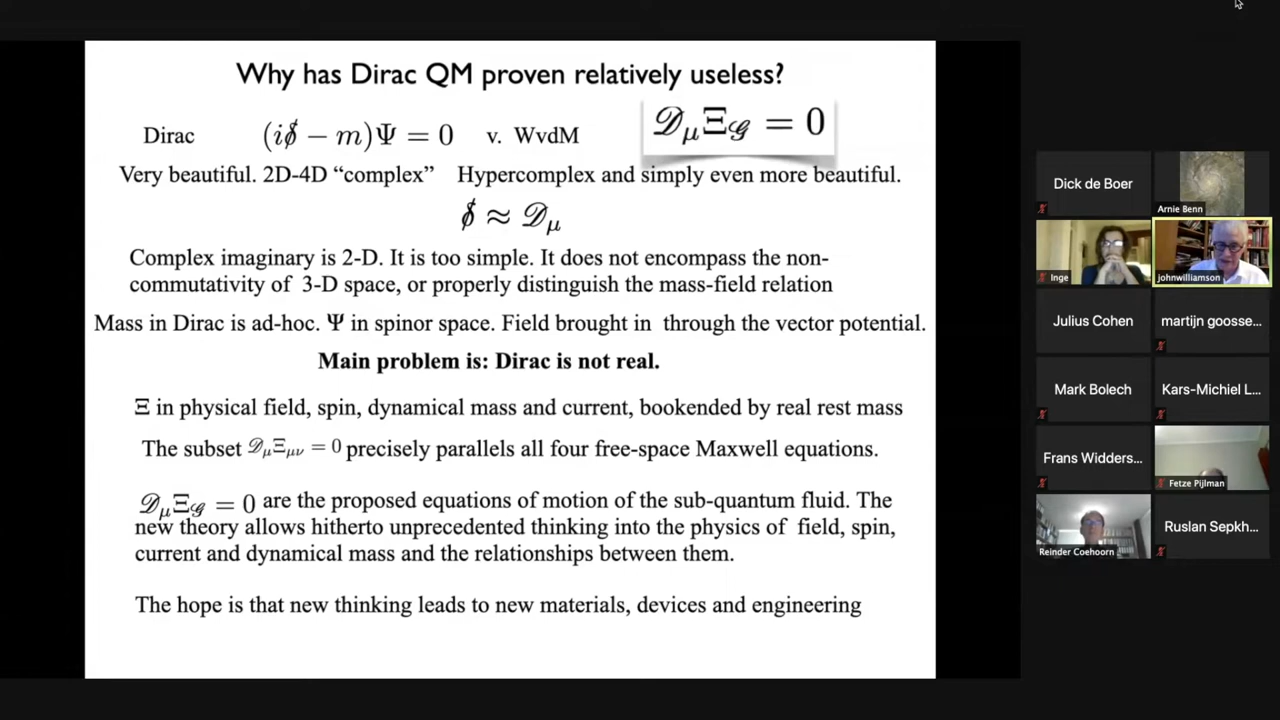 Why has Dirac QM proven relatively useless?
Dirac (i∂̸ − m)Ψ = 0 v. WvdM 𝒟μΞ𝒢 = 0
Very beautiful. 2D-4D “complex” Hypercomplex and simply even more beautiful.
∂̸ ≈ 𝒟μ
Complex imaginary is 2-D. It is too simple. It does not encompass the non-
commutativity of 3-D space, or properly distinguish the mass-field relation
Mass in Dirac is ad-hoc. Ψ in spinor space. Field brought in through the vector potential.
Main problem is: Dirac is not real.
Ξ in physical field, spin, dynamical mass and current, bookended by real rest mass
The subset 𝒟μΞμν = 0 precisely parallels all four free-space Maxwell equations.
𝒟μΞ𝒢 = 0 are the proposed equations of motion of the sub-quantum fluid. The
new theory allows hitherto unprecedented thinking into the physics of field, spin,
current and dynamical mass and the relationships between them.
The hope is that new thinking leads to new materials, devices and engineering
Dick de Boer
Arnie Benn
Inge
johnwilliamson
Julius Cohen
martijn goosse...
Mark Bolech
Kars-Michiel L...
Frans Widders...
Fetze Pijlman
Reinder Coehoorn
Ruslan Sepkh...